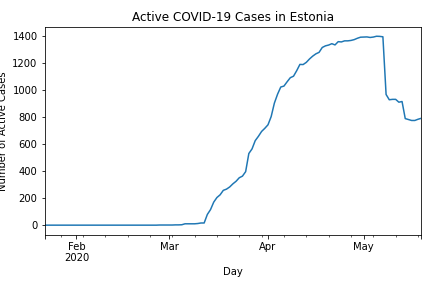 Active COVID-19 Cases in Estonia
Number of Active Cases
1400
1200
1000
800
600
400
200
0
Feb
2020
Mar
Apr
May
Day